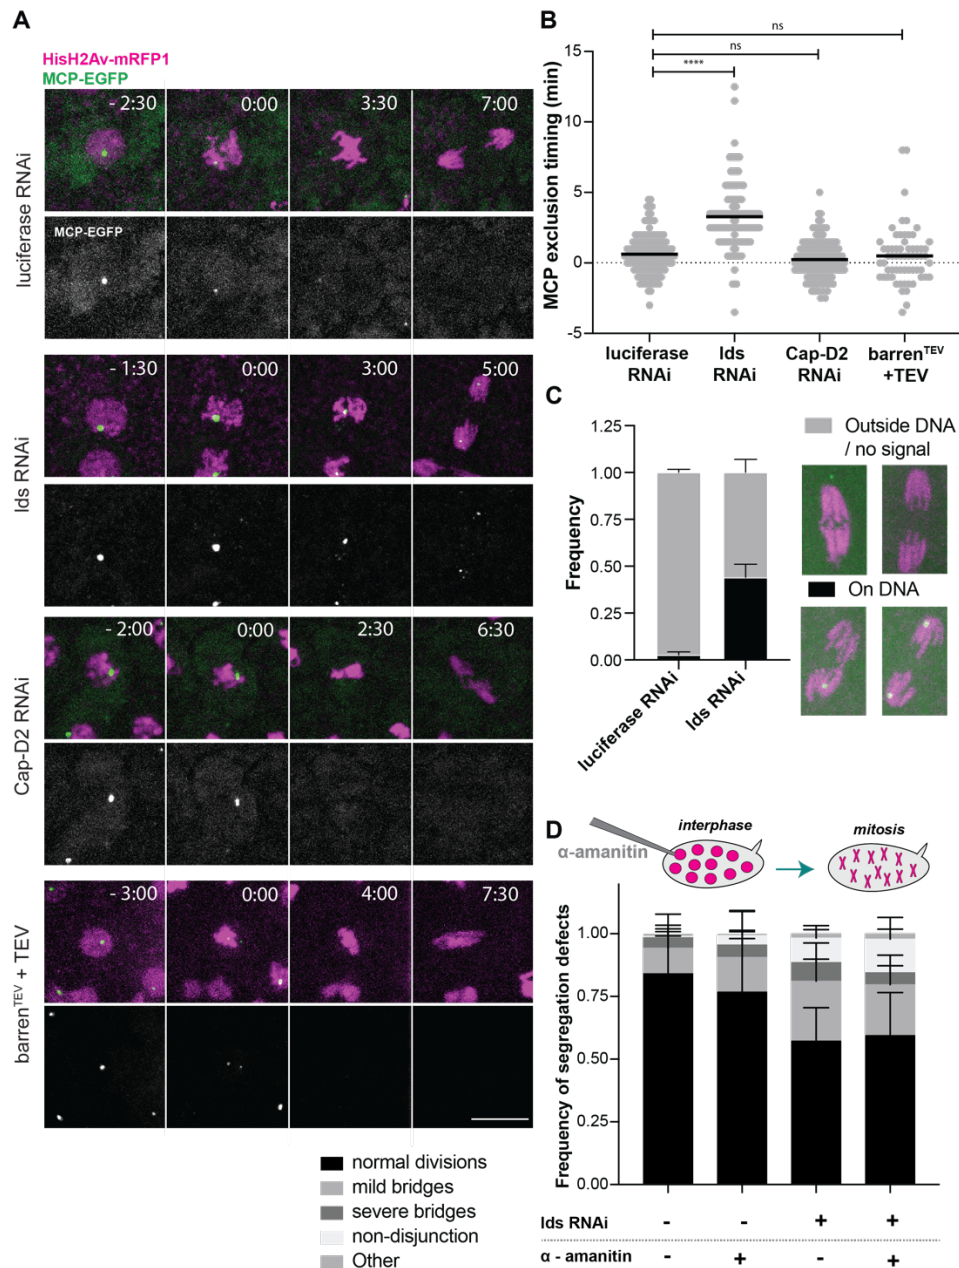 A
HisH2Av-mRFP1
MCP-EGFP
luciferase RNAi
- 2:30
0:00
3:30
7:00
MCP-EGFP
lds RNAi
- 1:30
0:00
3:00
5:00
Cap-D2 RNAi
- 2:00
0:00
2:30
6:30
barrenTEV + TEV
- 3:00
0:00
4:00
7:30
B
MCP exclusion timing (min)
15
10
5
0
-5
ns
ns
****
luciferase RNAi
lds RNAi
Cap-D2 RNAi
barrenTEV +TEV
C
Frequency
1.25
1.00
0.75
0.50
0.25
0.00
luciferase RNAi
lds RNAi
Outside DNA
/ no signal
On DNA
D
α-amanitin
interphase
mitosis
Frequency of segregation defects
1.00
0.75
0.50
0.25
0.00
lds RNAi - - + +
α - amanitin - + - +
normal divisions
mild bridges
severe bridges
non-disjunction
Other